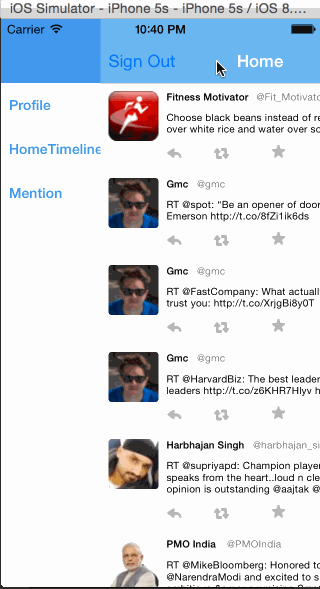 iOS Simulator - iPhone 5s - iPhone 5s / iOS 8....
Carrier 10:40 PM
Sign Out Home
Profile
HomeTimeline
Mention
Fitness Motivator @Fit_Motivato
Choose black beans instead of re
over white rice and water over so
Gmc @gmc
RT @spot: "Be an opener of door
Emerson http://t.co/8fZi1ik6ds
Gmc @gmc
RT @FastCompany: What actually
trust you: http://t.co/XrjgBi8y0T
Gmc @gmc
RT @HarvardBiz: The best leader
leaders http://t.co/z6KHR7Hlyv h
Harbhajan Singh @harbhajan_si
RT @supriyapd: Champion player
speaks from the heart..loud n cle
opinion is outstanding @aajtak @
PMO India @PMOIndia
RT @MikeBloomberg: Honored to
@NarendraModi and excited to s